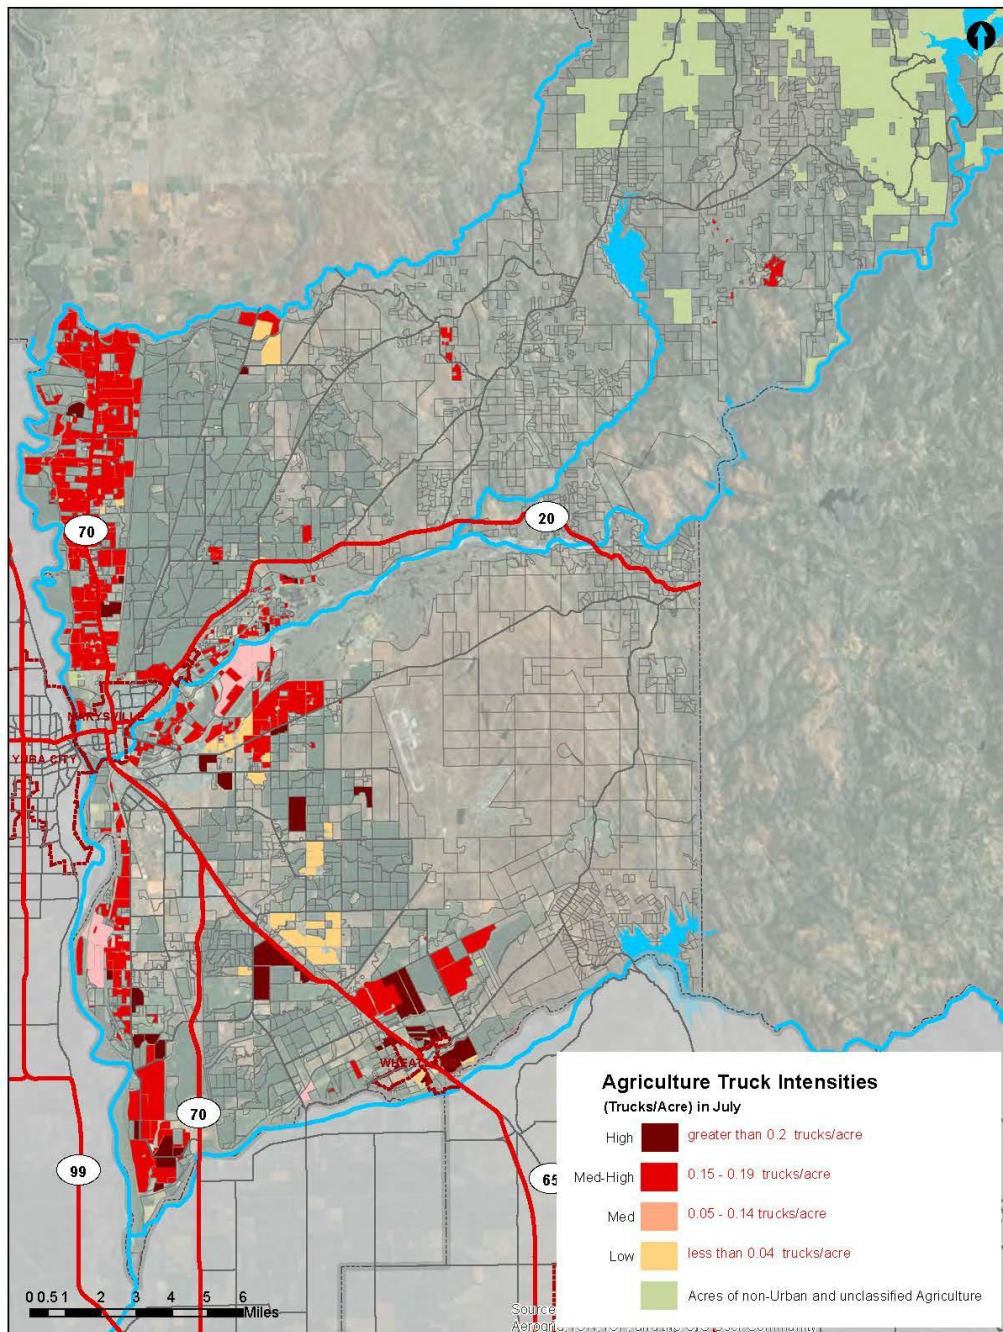 70
20
MARYSVILLE
YUBA CITY
WHEATLAND
70
99
65
Agriculture Truck Intensities
(Trucks/Acre) in July
High greater than 0.2 trucks/acre
Med-High 0.15 - 0.19 trucks/acre
Med 0.05 - 0.14 trucks/acre
Low less than 0.04 trucks/acre
Acres of non-Urban and unclassified Agriculture
0 0.5 1 2 3 4 5 6
Miles
Source
User Community